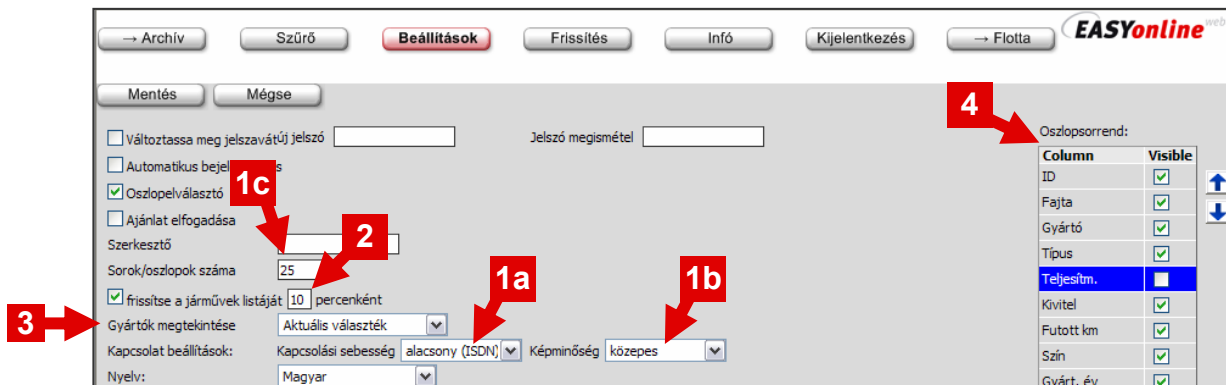 → Archív Szűrő Beállítások Frissítés Infó Kijelentkezés → Flotta EASYonline web
Mentés Mégse
4
Változtassa meg jelszavát új jelszó Jelszó megismétel
Oszlopsorrend:
Automatikus bejel s
Column Visible
1c
ID
Oszlopelválasztó
Fajta
Ajánlat elfogadása
Gyártó
Szerkesztő
2
Típus
Sorok/oszlopok száma 25
1a 1b
Teljesítm.
frissítse a járművek listáját 10 percenként
Kivitel
3
Gyártók megtekintése Aktuális választék
Futott km
Kapcsolat beállítások: Kapcsolási sebesség alacsony (ISDN) Képminőség közepes
Szín
Nyelv: Magyar
Gyárt. év